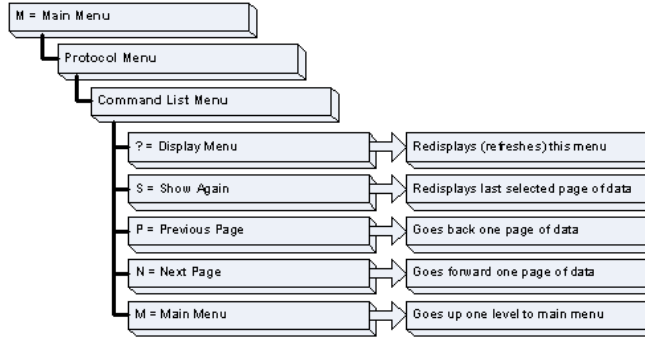 M = Main Menu
Protocol Menu
Command List Menu
? = Display Menu
Redisplays (refreshes) this menu
S = Show Again
Redisplays last selected page of data
P = Previous Page
Goes back one page of data
N = Next Page
Goes forward one page of data
M = Main Menu
Goes up one level to main menu